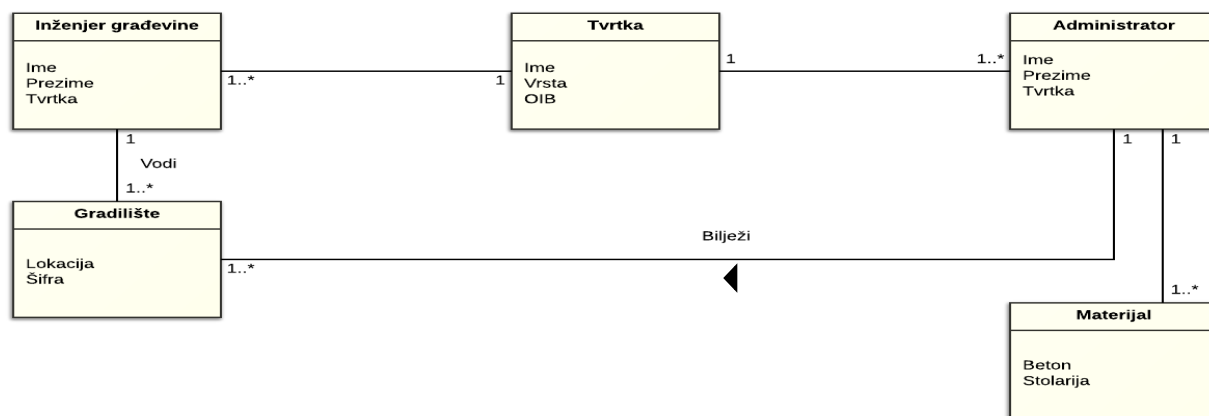 Inženjer građevine
Ime
Prezime
Tvrtka
1..*
1
Tvrtka
Ime
Vrsta
OIB
1
1..*
Administrator
Ime
Prezime
Tvrtka
1
Vodi
1..*
1
1
Gradilište
Lokacija
Šifra
1..*
Bilježi
1..*
Materijal
Beton
Stolarija